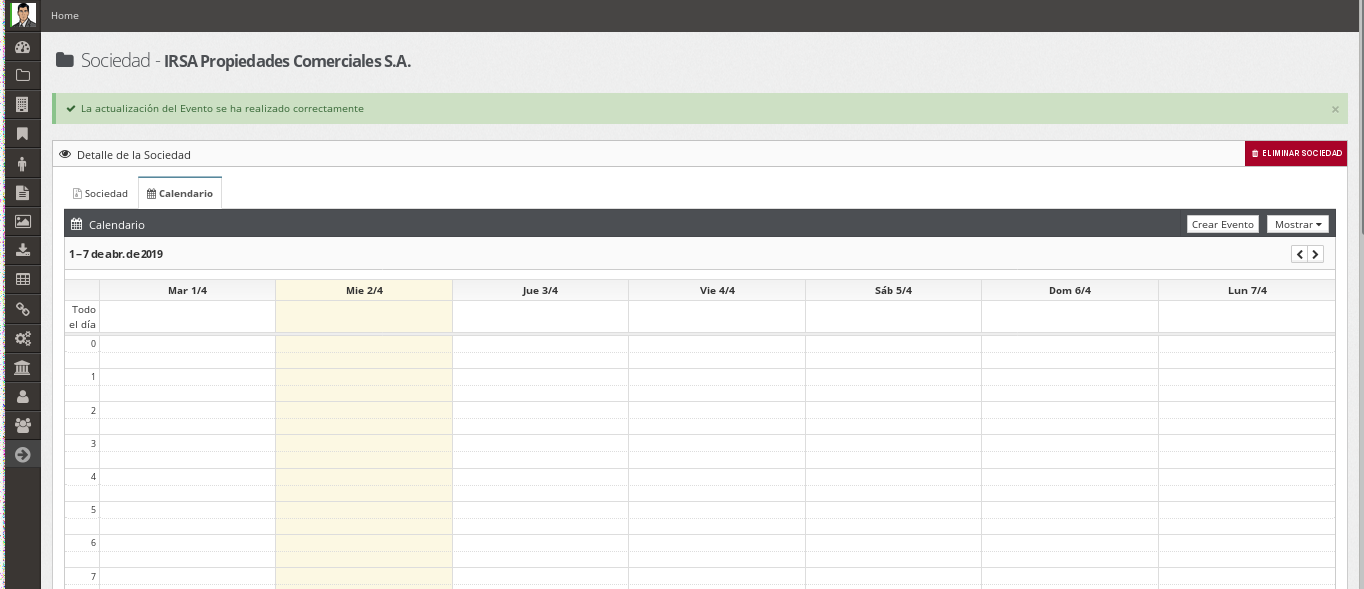 Home
Sociedad - IRSA Propiedades Comerciales S.A.
La actualización del Evento se ha realizado correctamente ×
Detalle de la Sociedad ELIMINAR SOCIEDAD
Sociedad Calendario
Calendario Crear Evento Mostrar
1 – 7 de abr. de 2019
Mar 1/4 Mie 2/4 Jue 3/4 Vie 4/4 Sáb 5/4 Dom 6/4 Lun 7/4
Todo
el día
0
1
2
3
4
5
6
7